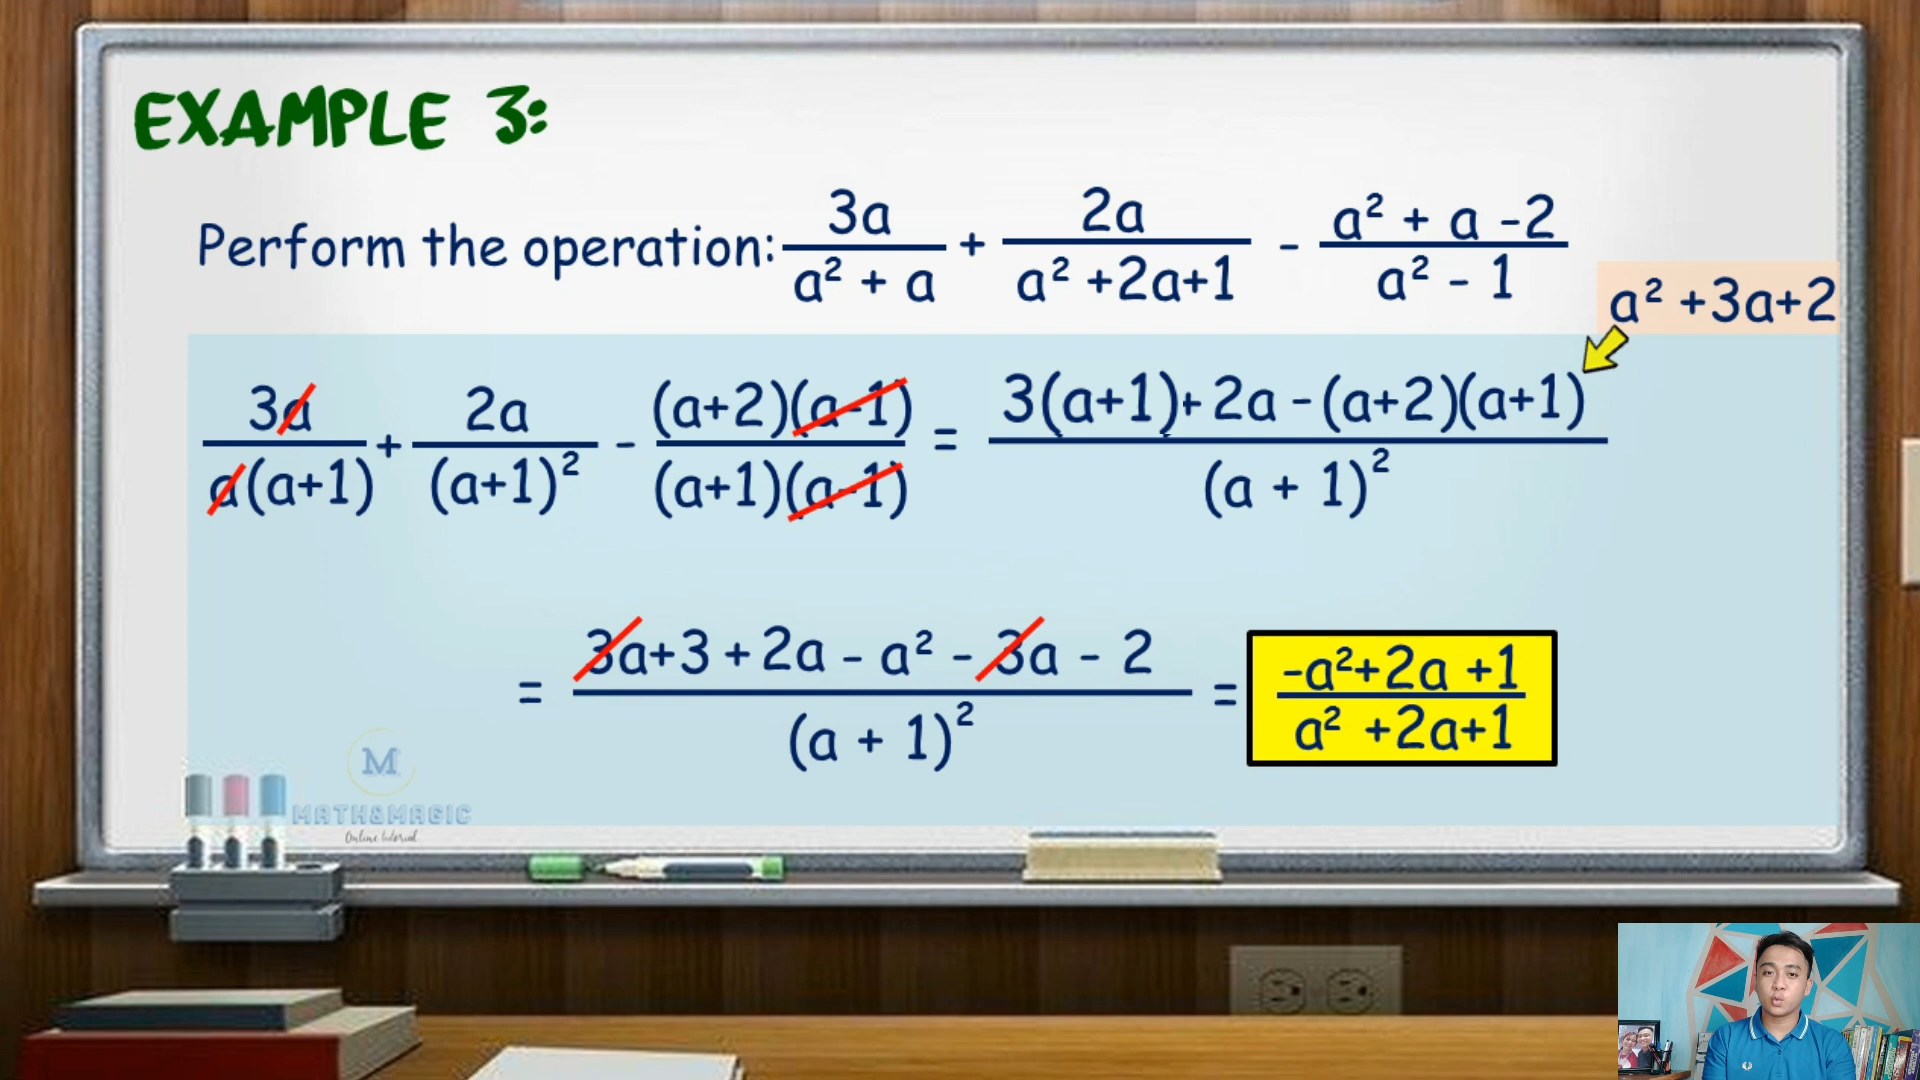 EXAMPLE 3:
Perform the operation: 3a/(a² + a) + 2a/(a² +2a+1) - (a² + a -2)/(a² - 1)
a² +3a+2
3a/a(a+1) + 2a/(a+1)² - (a+2)(a-1)/(a+1)(a-1) = 3(a+1)+ 2a - (a+2)(a+1)/(a + 1)²
= 3a+3 + 2a - a² - 3a - 2/(a + 1)² = -a²+2a +1/a² +2a+1
M
MATH&MAGIC
Online tutorial